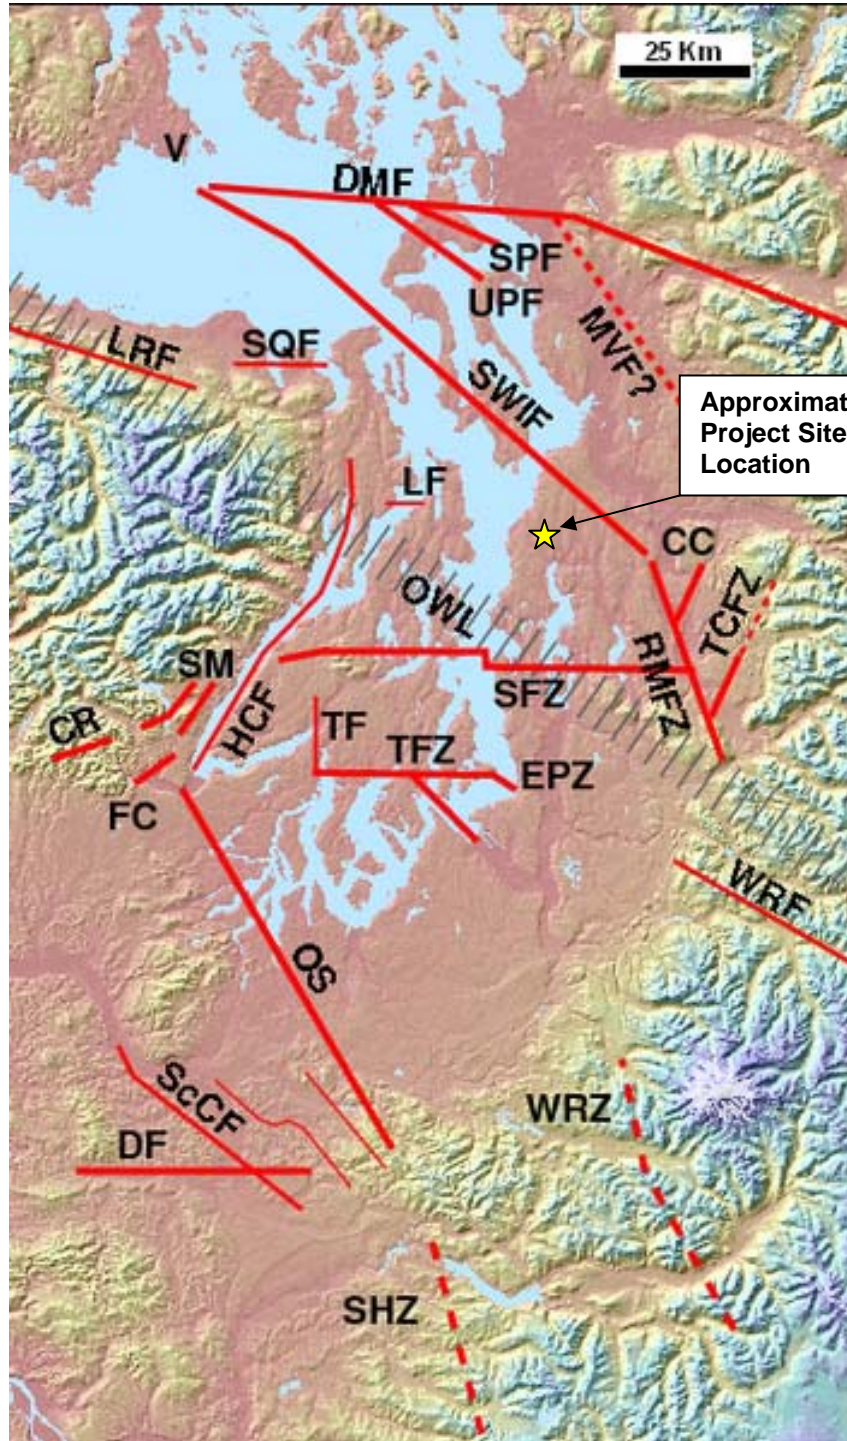 25 Km
V
DMF
SPF
UPF
MVF?
LRF
SQF
SWIF
Approximat
Project Site
Location
LF
CC
OWL
TCFZ
SM
RMFZ
SFZ
HCF
CR
TF
TFZ
EPZ
FC
WRF
OS
ScCF
WRZ
DF
SHZ